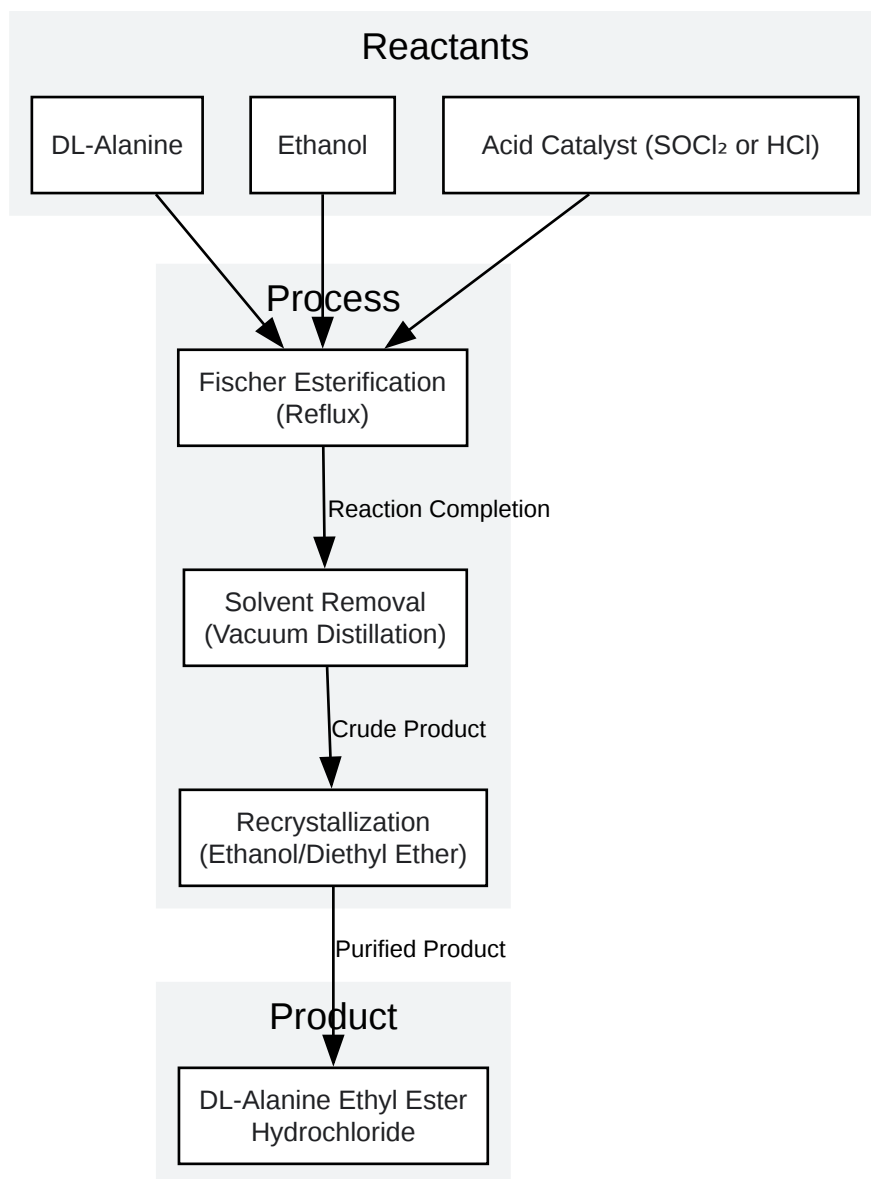 Reactants
DL-Alanine
Ethanol
Acid Catalyst (SOCl₂ or HCl)
Process
Fischer Esterification
(Reflux)
Reaction Completion
Solvent Removal
(Vacuum Distillation)
Crude Product
Recrystallization
(Ethanol/Diethyl Ether)
Purified Product
Product
DL-Alanine Ethyl Ester
Hydrochloride